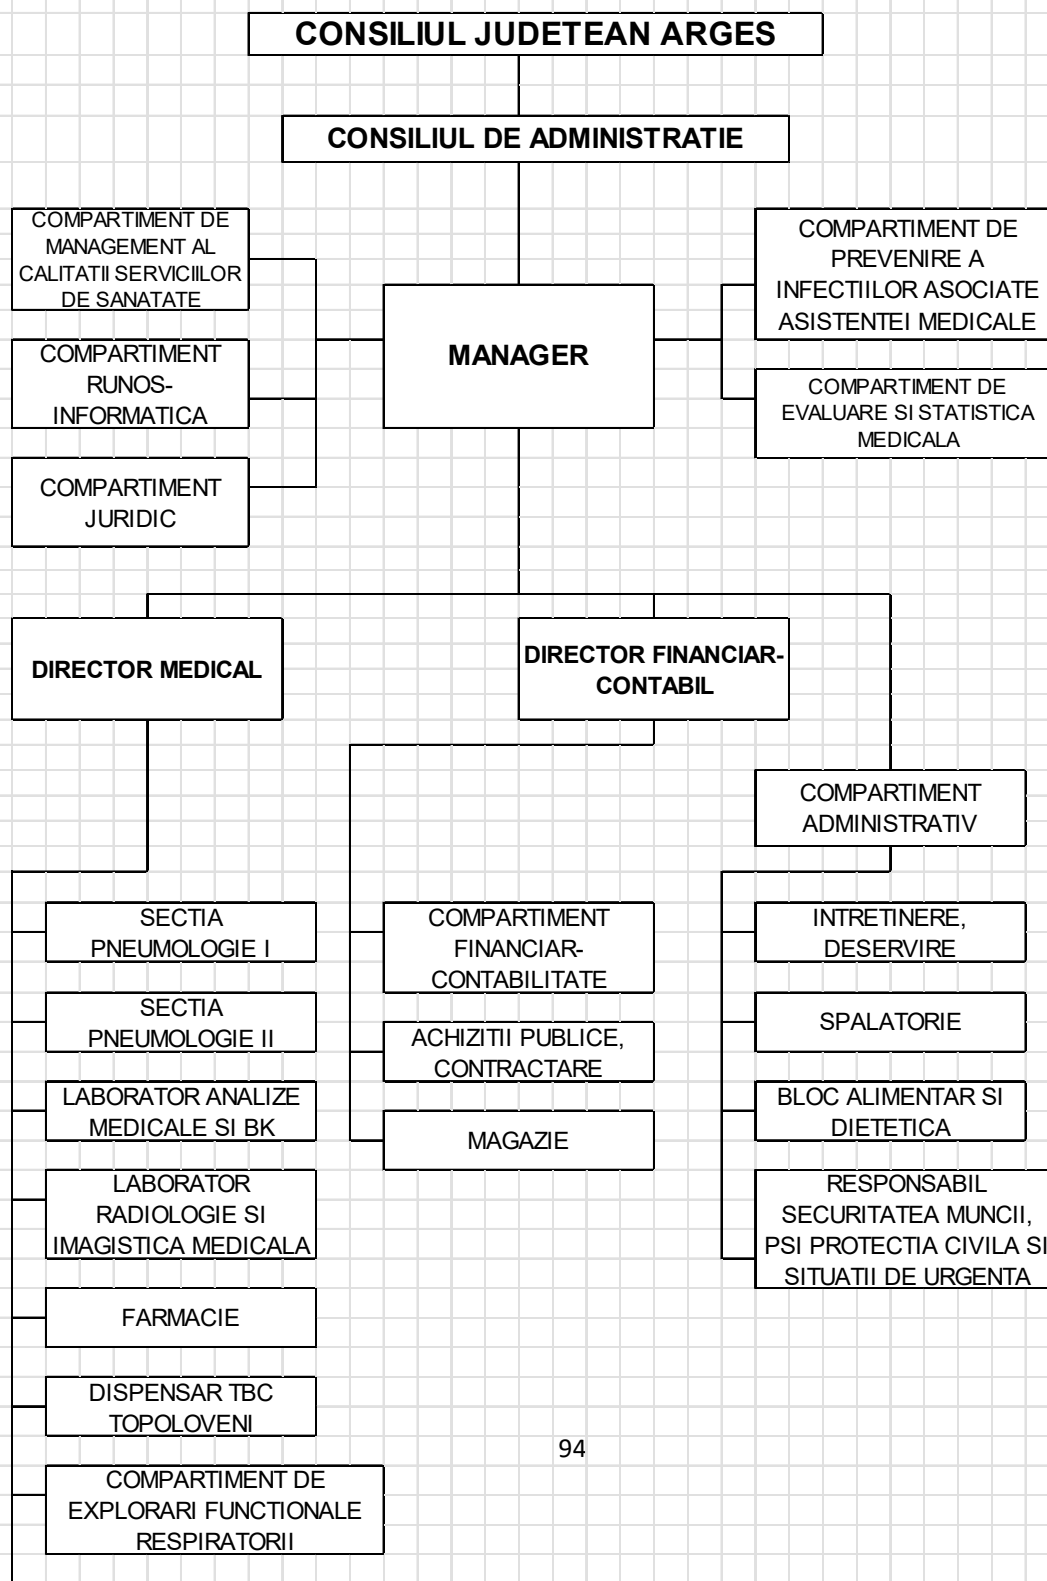 CONSILIUL JUDETEAN ARGES
CONSILIUL DE ADMINISTRATIE
COMPARTIMENT DE
MANAGEMENT AL
CALITATII SERVICIILOR
DE SANATATE
COMPARTIMENT
RUNOS-
INFORMATICA
COMPARTIMENT
JURIDIC
MANAGER
COMPARTIMENT DE
PREVENIRE A
INFECTIILOR ASOCIATE
ASISTENTEI MEDICALE
COMPARTIMENT DE
EVALUARE SI STATISTICA
MEDICALA
DIRECTOR MEDICAL
DIRECTOR FINANCIAR-
CONTABIL
COMPARTIMENT
ADMINISTRATIV
SECTIA
PNEUMOLOGIE I
SECTIA
PNEUMOLOGIE II
LABORATOR ANALIZE
MEDICALE SI BK
LABORATOR
RADIOLOGIE SI
IMAGISTICA MEDICALA
FARMACIE
DISPENSAR TBC
TOPOLOVENI
COMPARTIMENT DE
EXPLORARI FUNCTIONALE
RESPIRATORII
COMPARTIMENT
FINANCIAR-
CONTABILITATE
ACHIZITII PUBLICE,
CONTRACTARE
MAGAZIE
INTRETINERE,
DESERVIRE
SPALATORIE
BLOC ALIMENTAR SI
DIETETICA
RESPONSABIL
SECURITATEA MUNCII,
PSI PROTECTIA CIVILA SI
SITUATII DE URGENTA
94